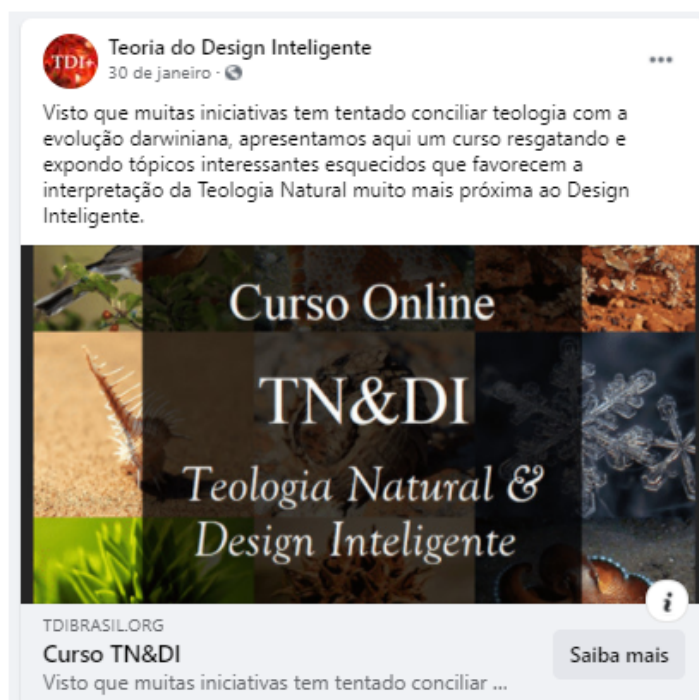 TDI+
Teoria do Design Inteligente
30 de janeiro ·
Visto que muitas iniciativas tem tentado conciliar teologia com a
evolução darwiniana, apresentamos aqui um curso resgatando e
expondo tópicos interessantes esquecidos que favorecem a
interpretação da Teologia Natural muito mais próxima ao Design
Inteligente.
Curso Online
TN&DI
Teologia Natural &
Design Inteligente
TDIBRASIL.ORG
Curso TN&DI
Saiba mais
Visto que muitas iniciativas tem tentado conciliar ...